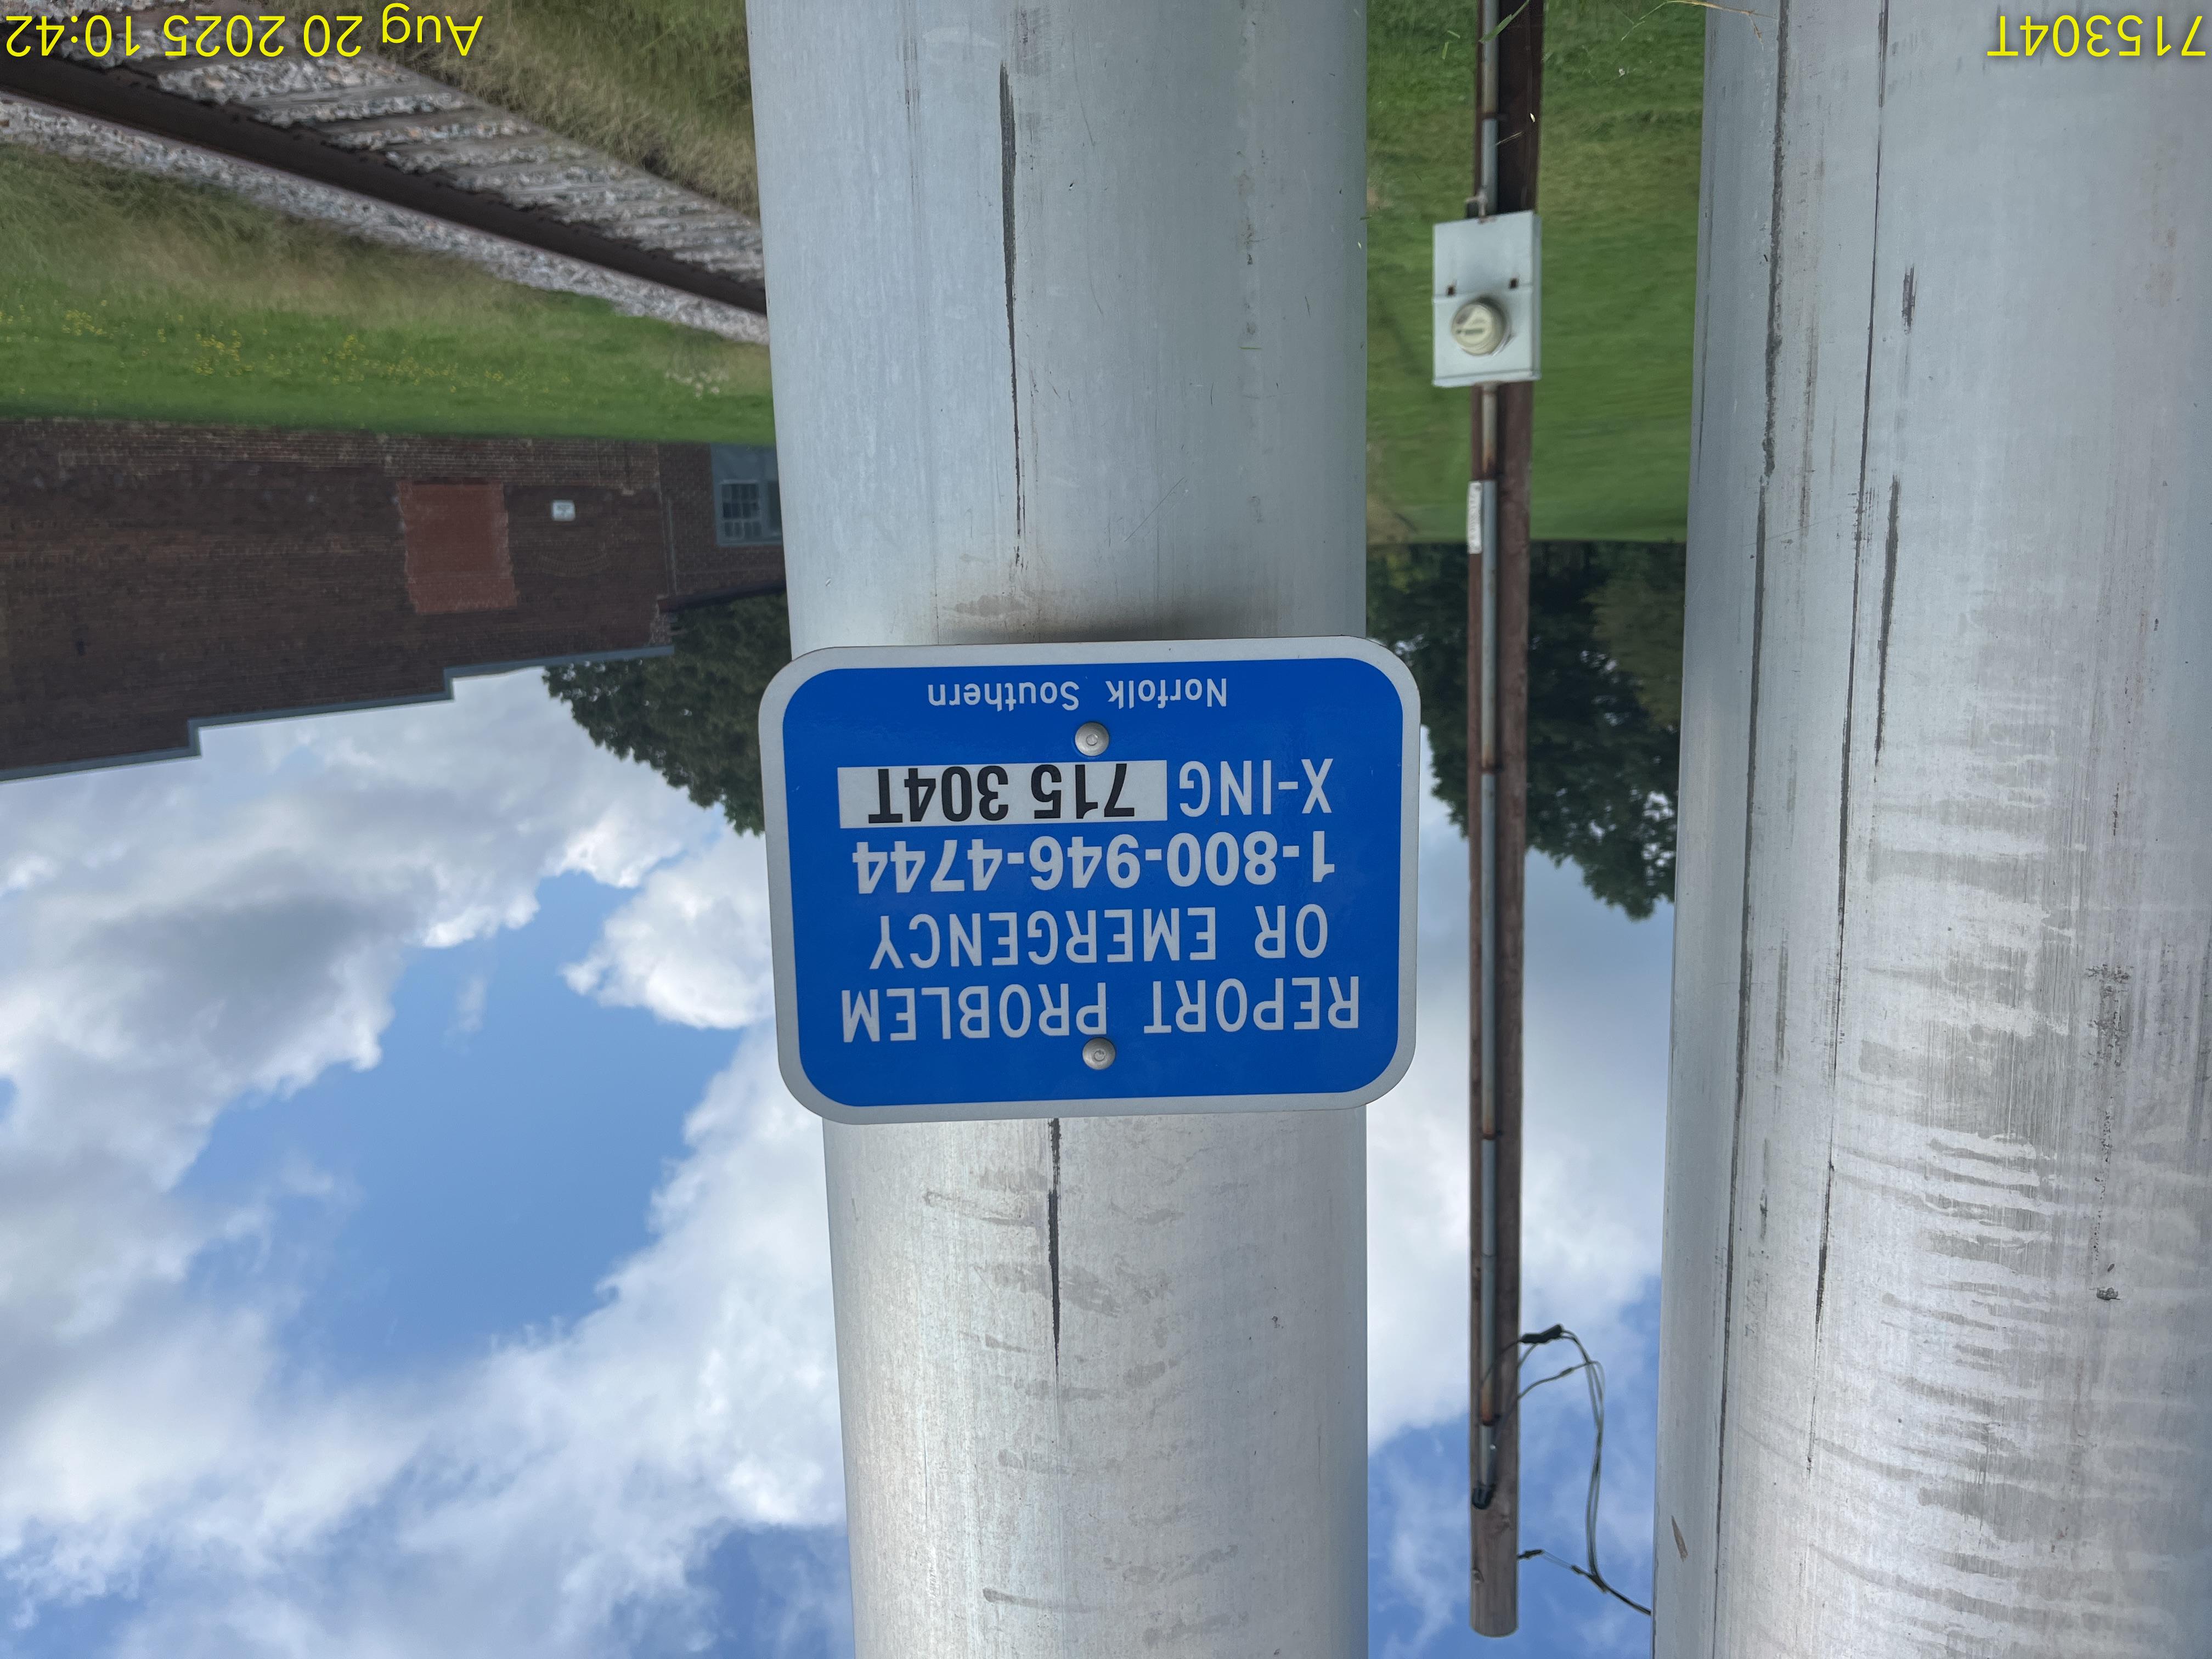 REPORT PROBLEM
OR EMERGENCY
1-800-946-4744
X-ING 715 304T
Norfolk Southern
715304T
Aug 20 2025 10:42